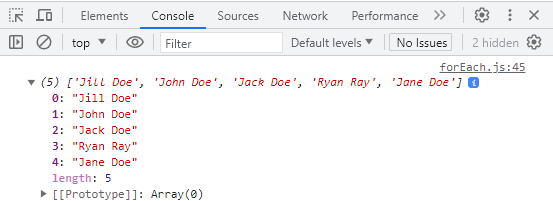 Elements Console Sources Network Performance »
top Filter Default levels No Issues 2 hidden
forEach.js:45
(5) ['Jill Doe', 'John Doe', 'Jack Doe', 'Ryan Ray', 'Jane Doe'] i
0: "Jill Doe"
1: "John Doe"
2: "Jack Doe"
3: "Ryan Ray"
4: "Jane Doe"
length: 5
[[Prototype]]: Array(0)